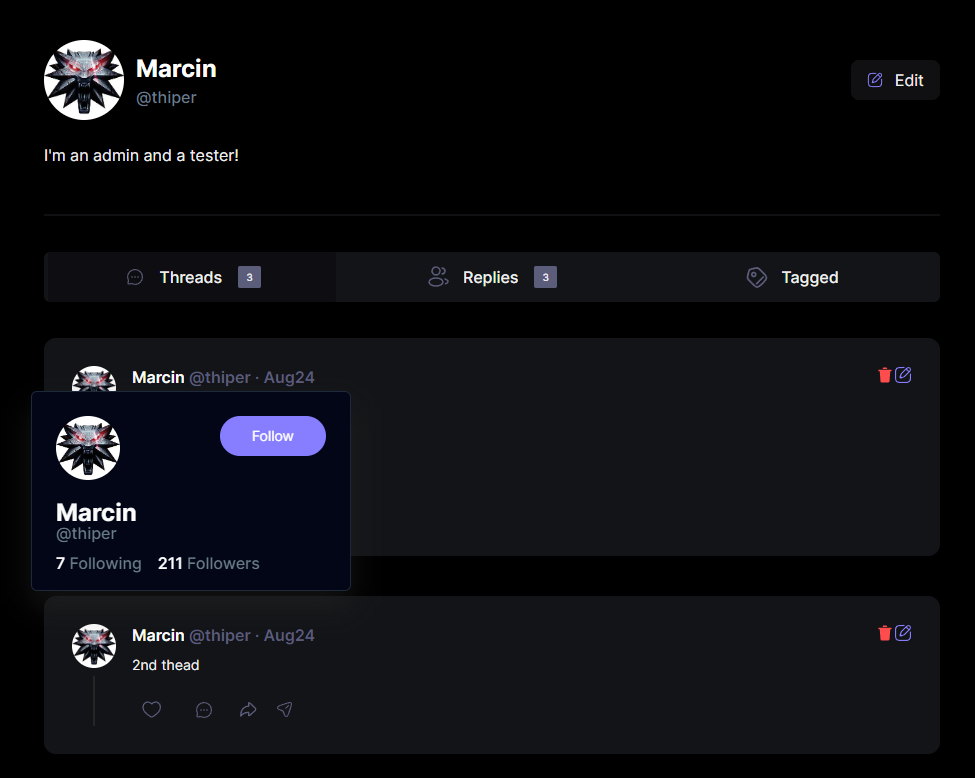 Marcin
@thiper
Edit
I'm an admin and a tester!
Threads 3 Replies 3 Tagged
Marcin @thiper · Aug24
Follow
Marcin
@thiper
7 Following 211 Followers
Marcin @thiper · Aug24
2nd thead